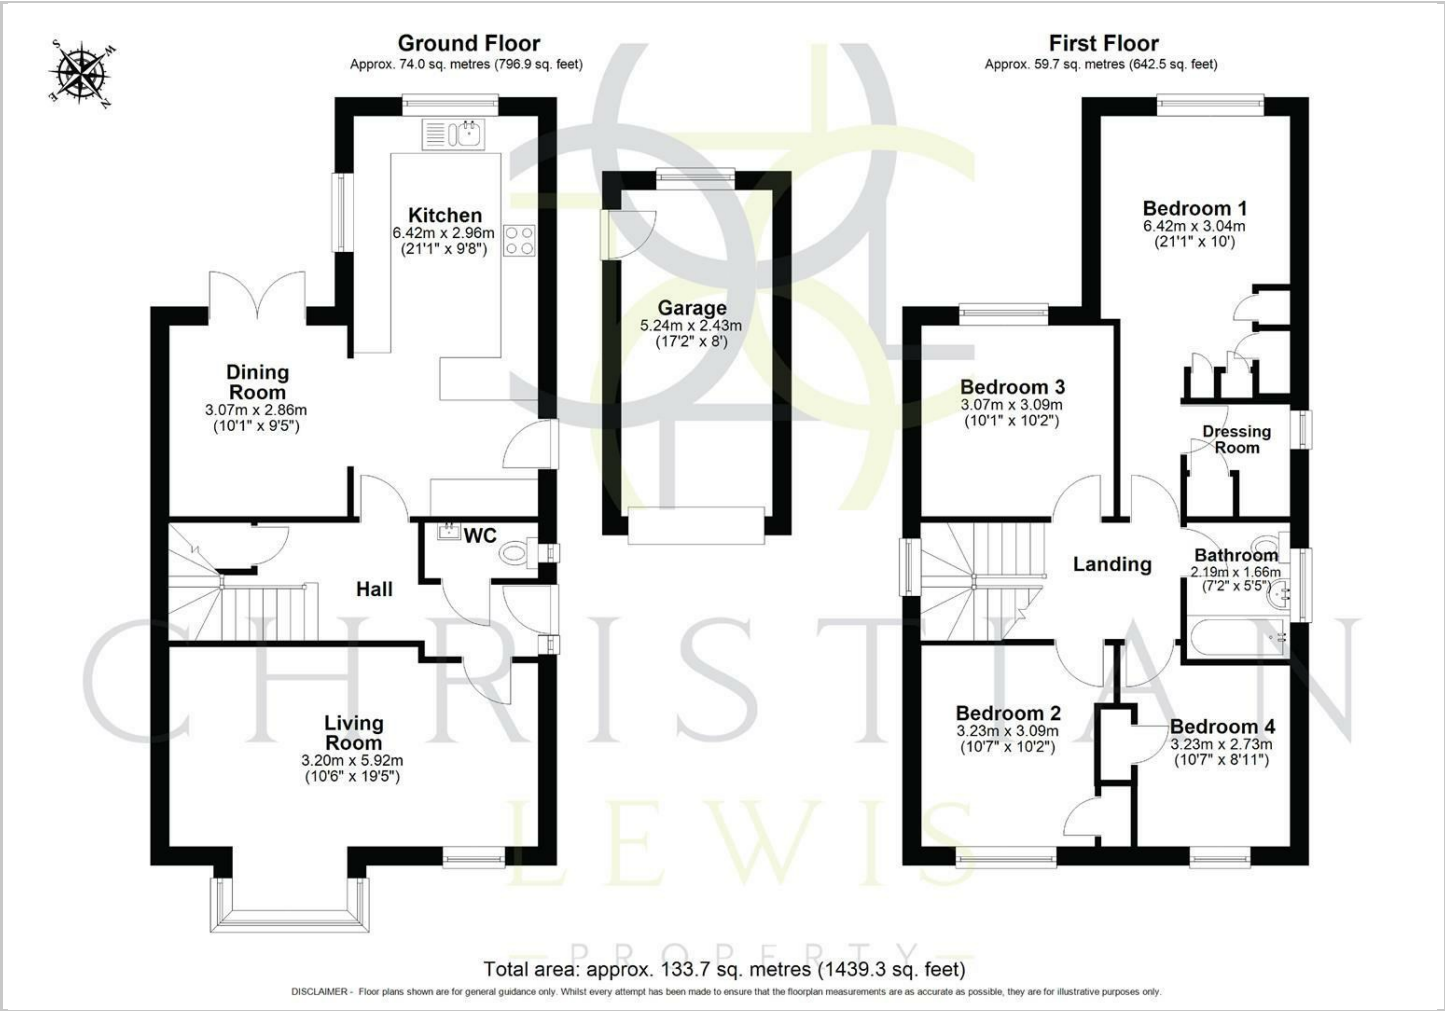 Ground Floor
Approx. 74.0 sq. metres (796.9 sq. feet)
First Floor
Approx. 59.7 sq. metres (642.5 sq. feet)
S
W
E
N
Kitchen
6.42m x 2.96m
(21'1" x 9'8")
Dining
Room
3.07m x 2.86m
(10'1" x 9'5")
WC
Hall
Living
Room
3.20m x 5.92m
(10'6" x 19'5")
Garage
5.24m x 2.43m
(17'2" x 8')
Bedroom 1
6.42m x 3.04m
(21'1" x 10')
Bedroom 3
3.07m x 3.09m
(10'1" x 10'2")
Dressing
Room
Landing
Bathroom
2.19m x 1.66m
(7'2" x 5'5")
Bedroom 2
3.23m x 3.09m
(10'7" x 10'2")
Bedroom 4
3.23m x 2.73m
(10'7" x 8'11")
CHRISTIAN
LEWIS
PROPERTY
Total area: approx. 133.7 sq. metres (1439.3 sq. feet)
DISCLAIMER - Floor plans shown are for general guidance only. Whilst every attempt has been made to ensure that the floorplan measurements are as accurate as possible, they are for illustrative purposes only.